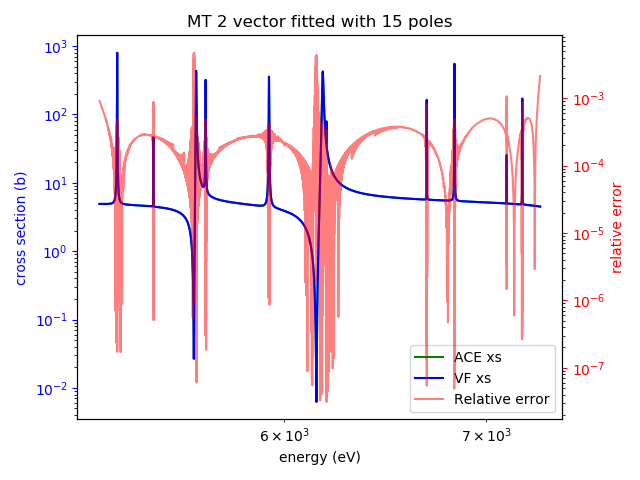 MT 2 vector fitted with 15 poles
10³
10²
10¹
10⁰
10⁻¹
10⁻²
cross section (b)
10⁻³
10⁻⁴
10⁻⁵
10⁻⁶
10⁻⁷
relative error
ACE xs
VF xs
Relative error
6 × 10³
7 × 10³
energy (eV)